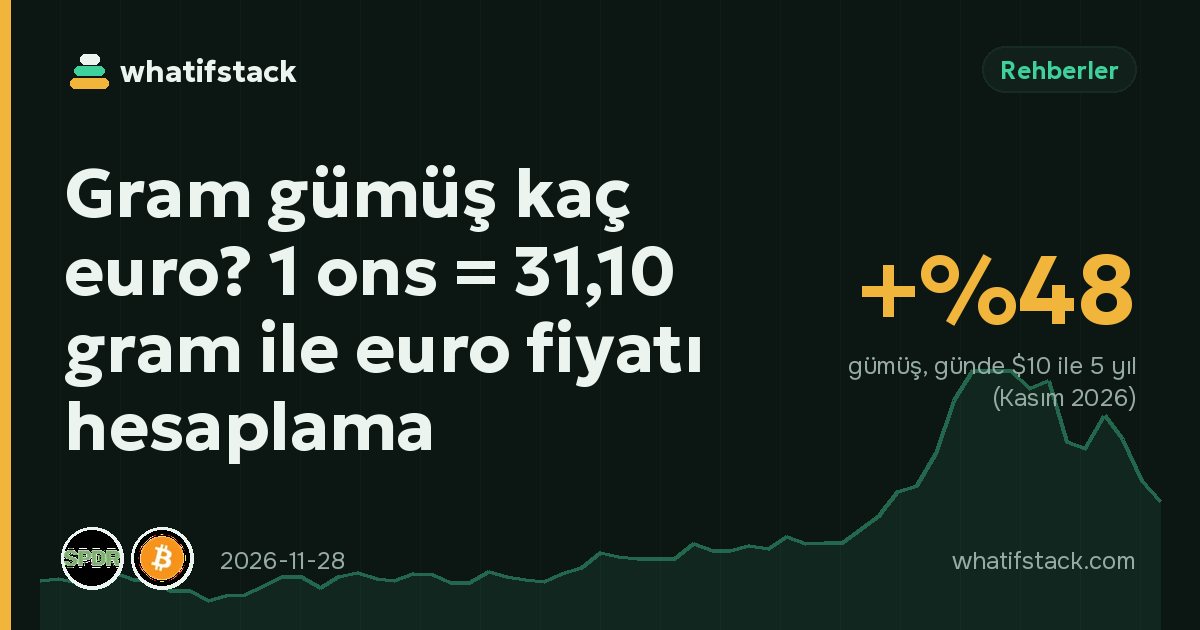 whatifstack
Rehberler
Gram gümüş kaç
euro? 1 ons = 31,10
gram ile euro fiyatı
hesaplama
+%48
gümüş, günde $10 ile 5 yıl
(Kasım 2026)
SPDR
2026-11-28
whatifstack.com